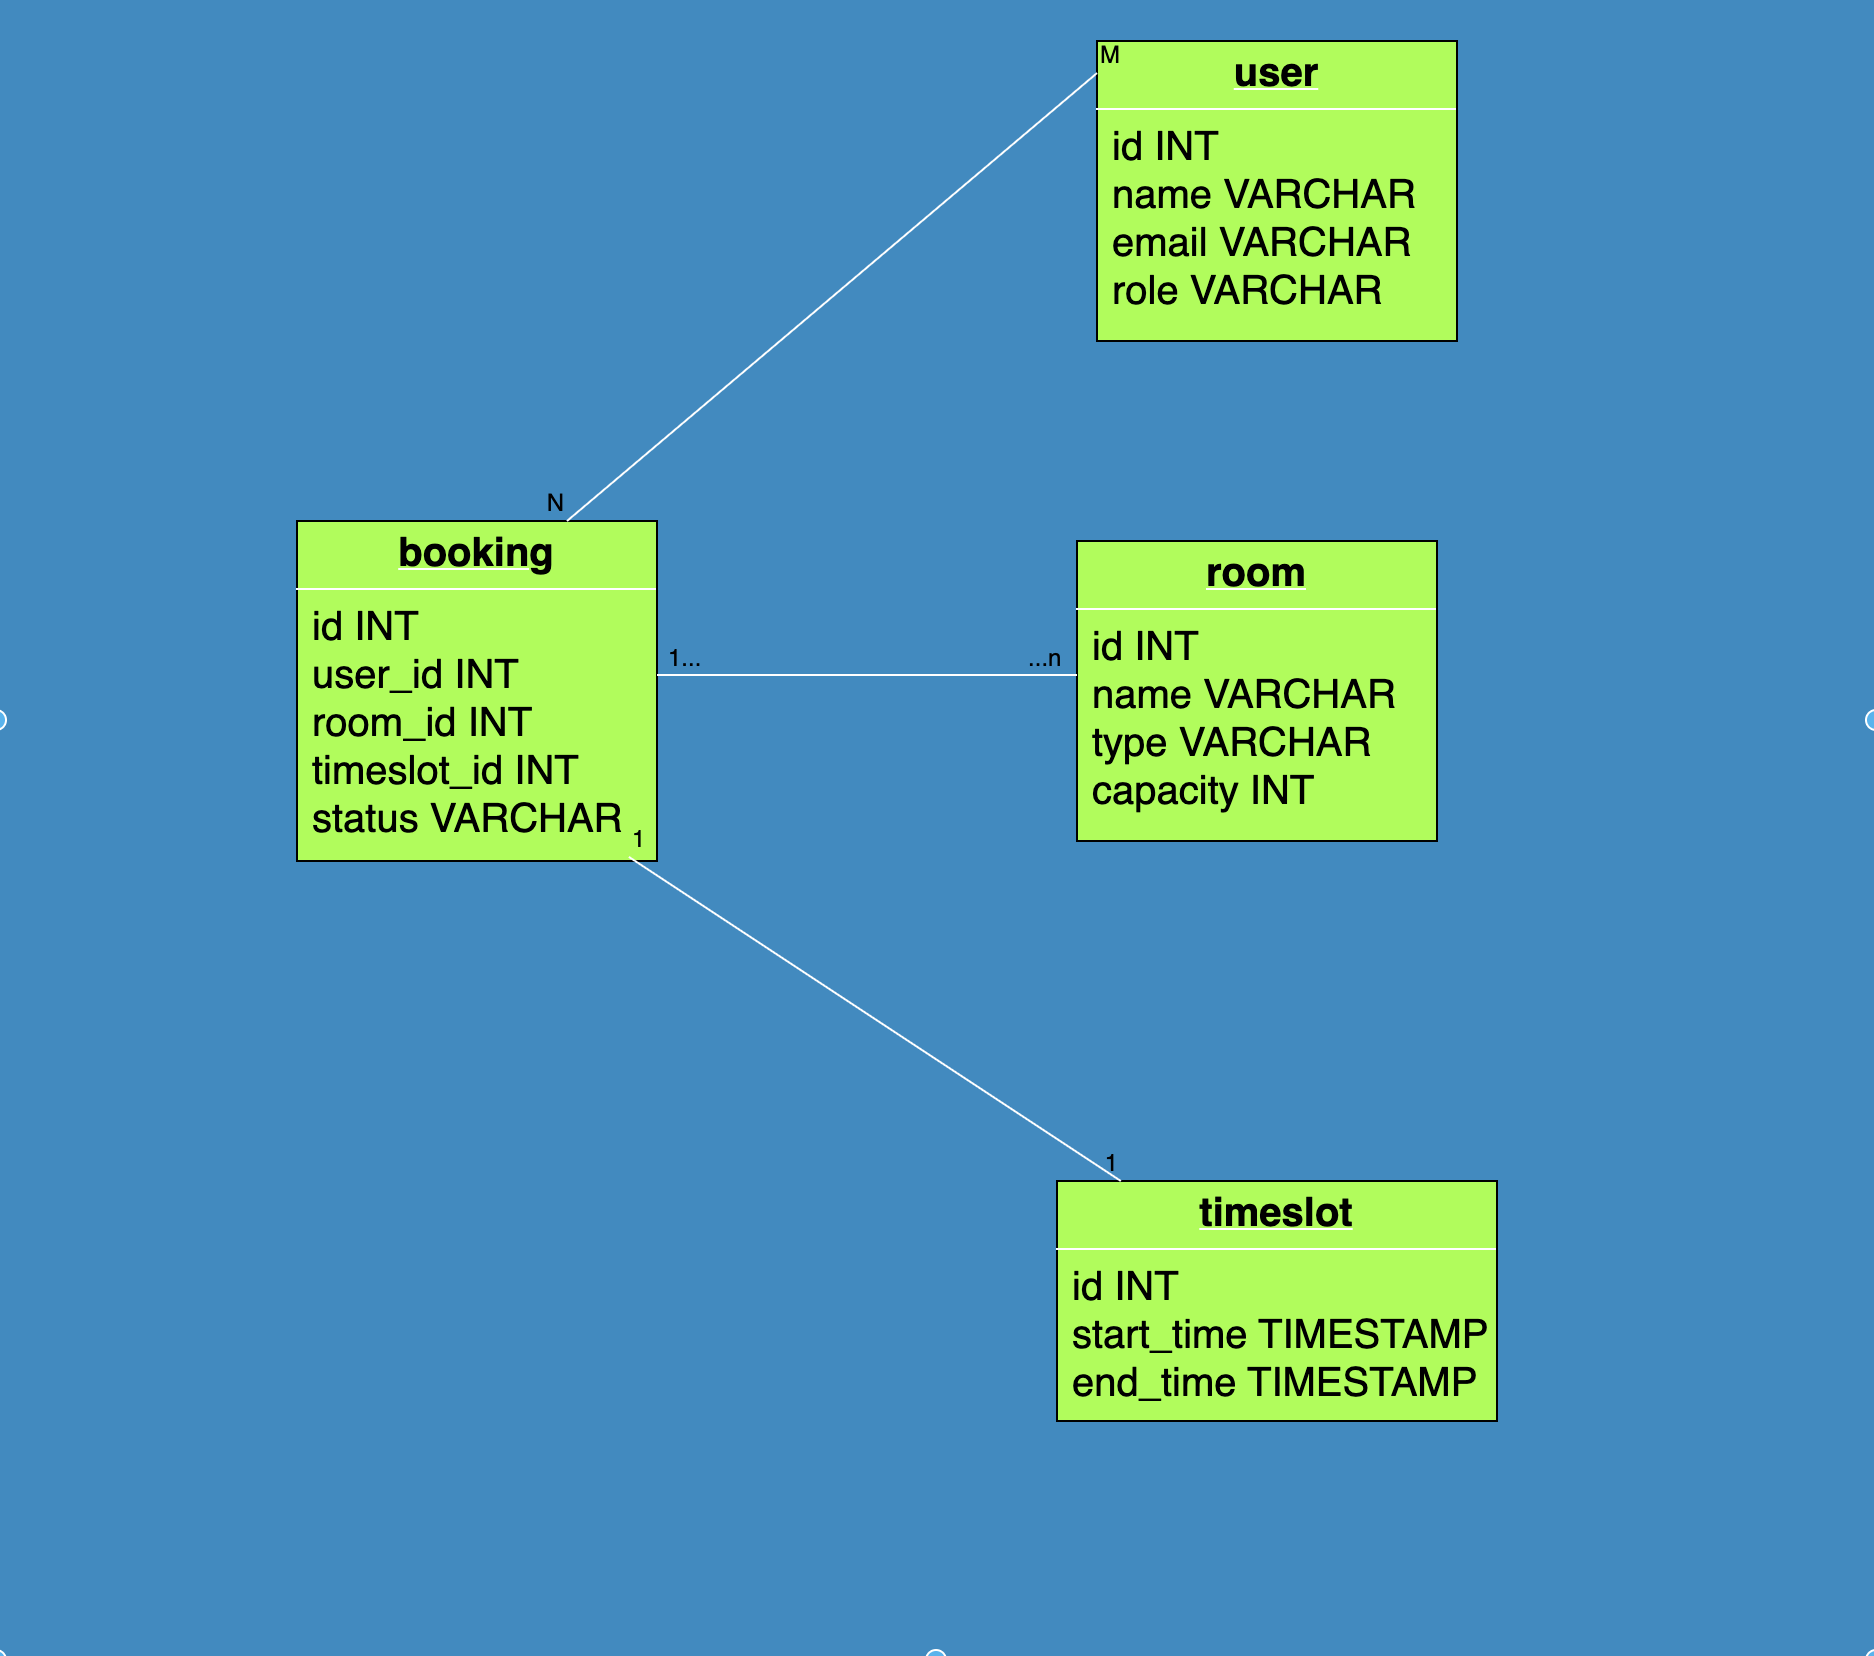 M
user
id INT
name VARCHAR
email VARCHAR
role VARCHAR
N
booking
id INT
user_id INT
room_id INT
timeslot_id INT
status VARCHAR
1
1...
...n
room
id INT
name VARCHAR
type VARCHAR
capacity INT
1
timeslot
id INT
start_time TIMESTAMP
end_time TIMESTAMP